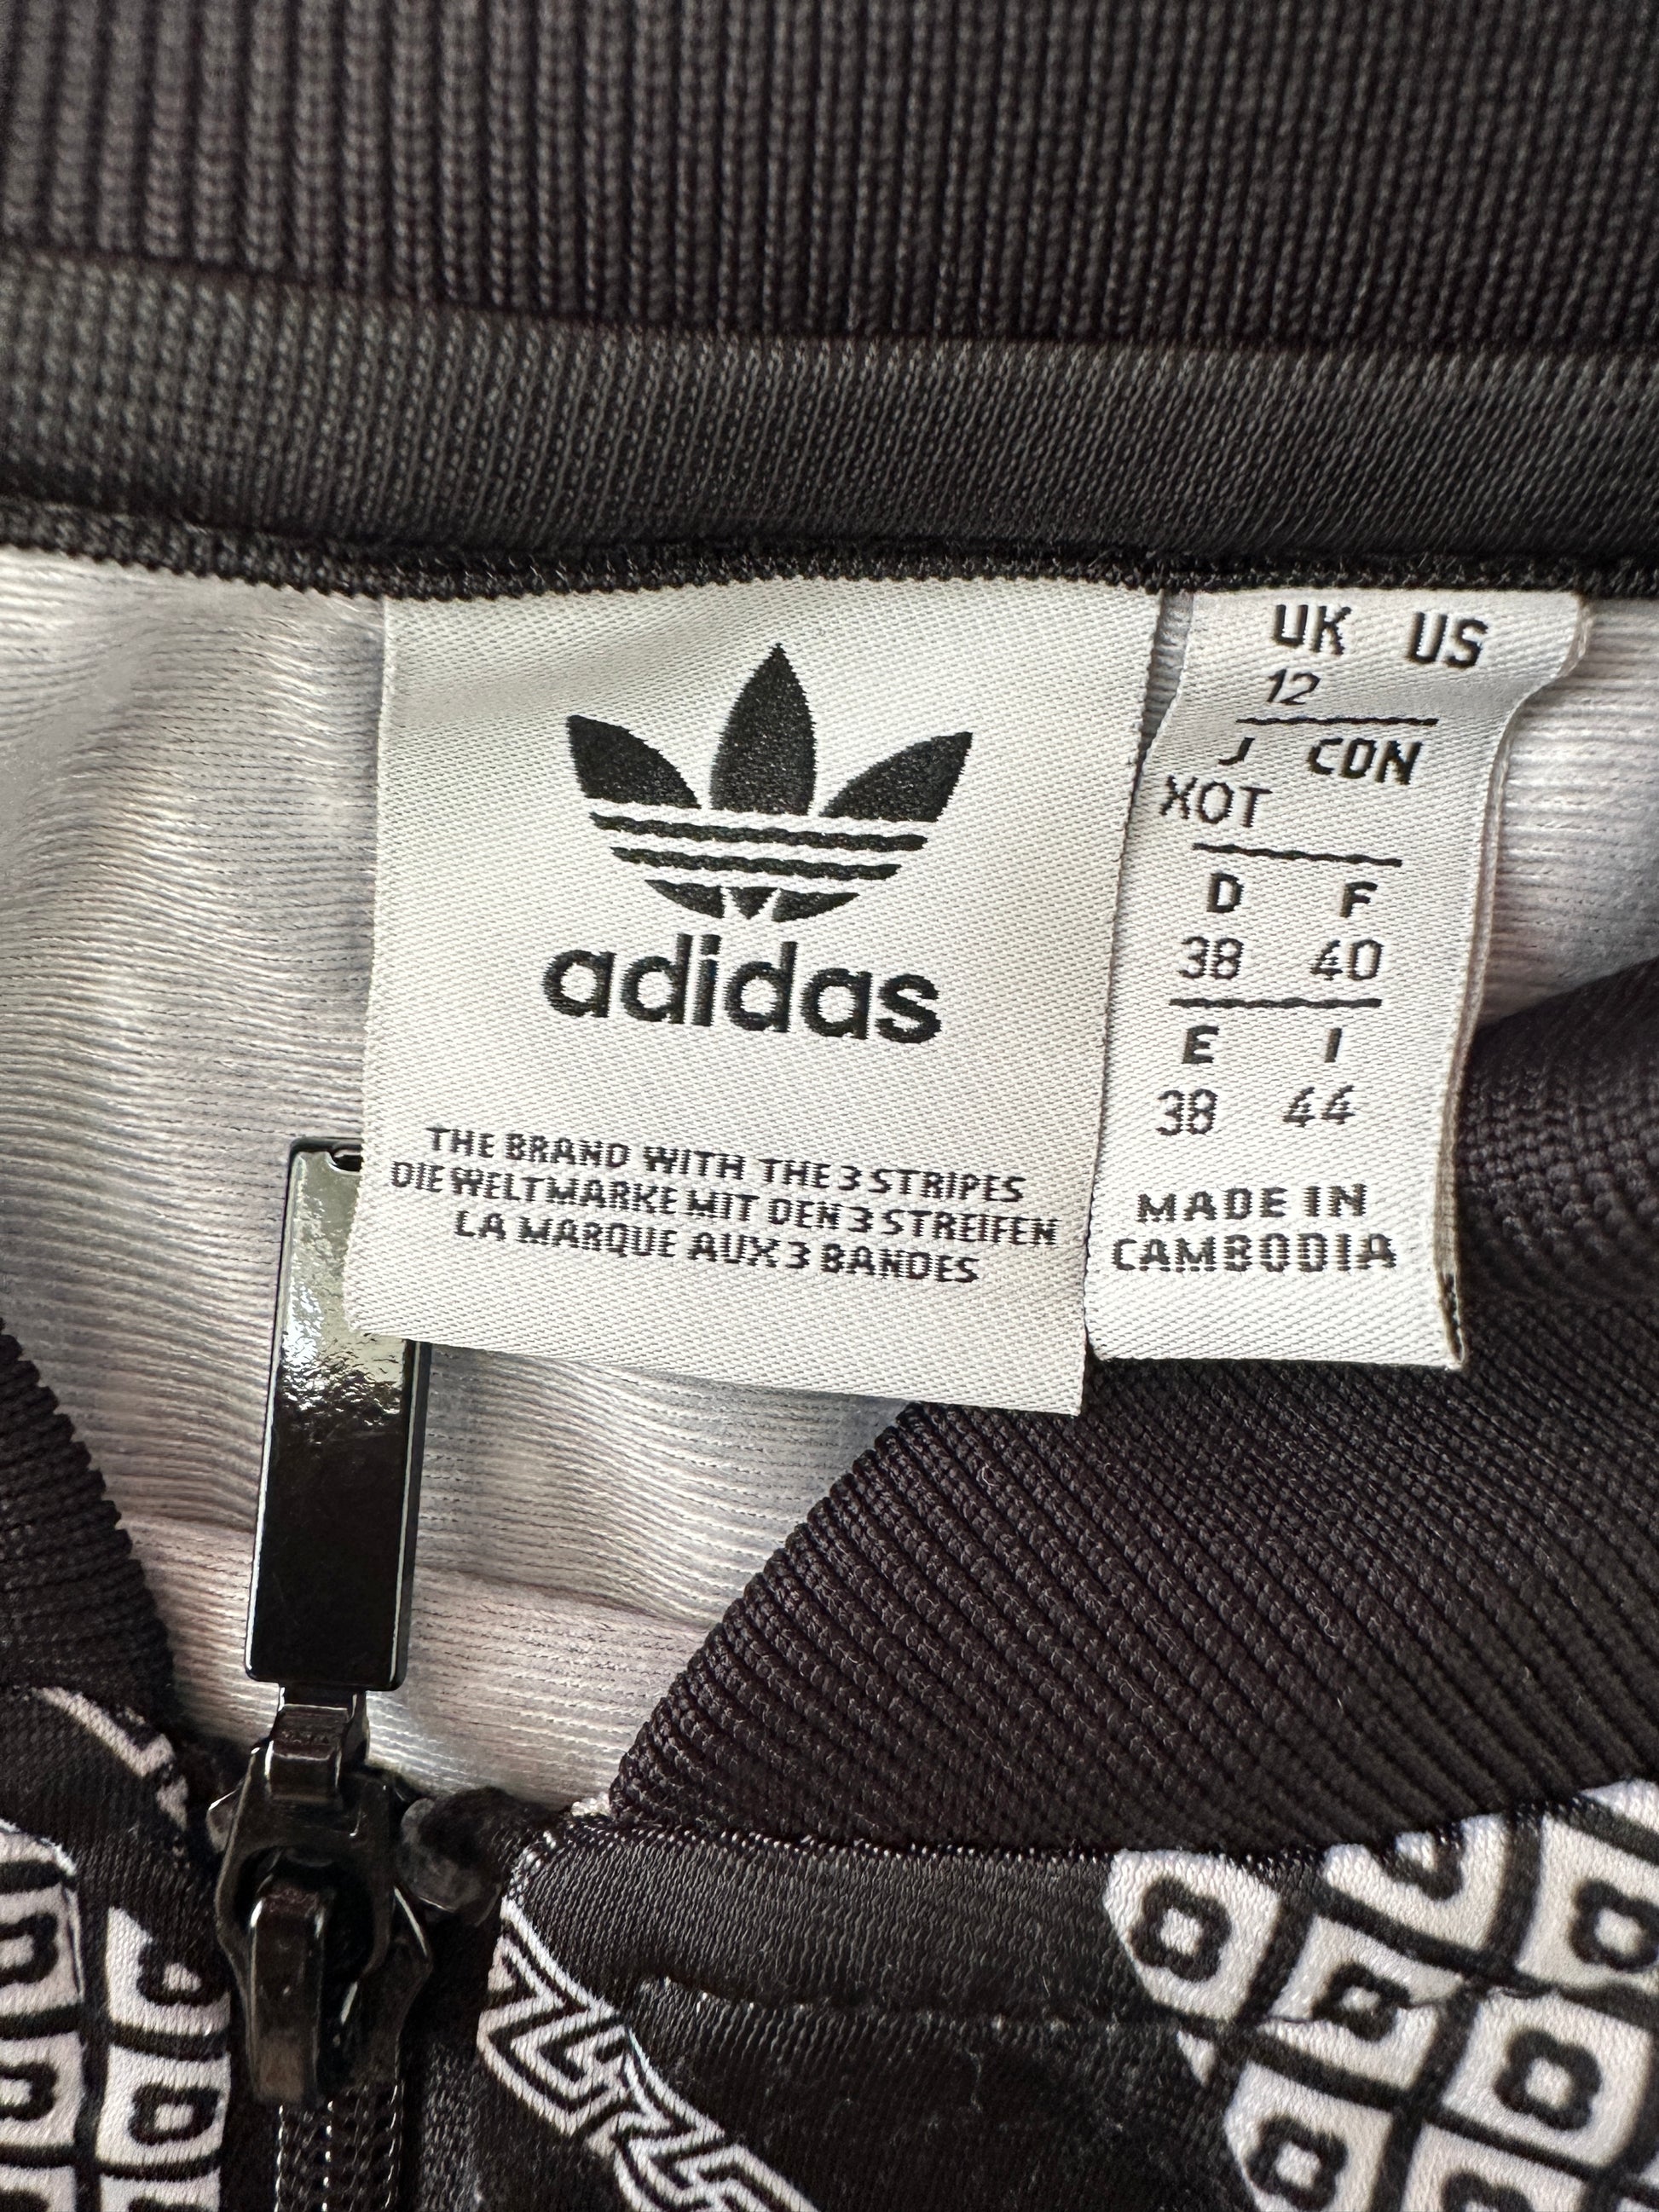 adidas
THE BRAND WITH THE 3 STRIPES
DIE WELTMARKE MIT DEN 3 STREIFEN
LA MARQUE AUX 3 BANDES
UK US
12
J CDN
XOT
D F
38 40
E I
38 44
MADE IN
CAMBODIA